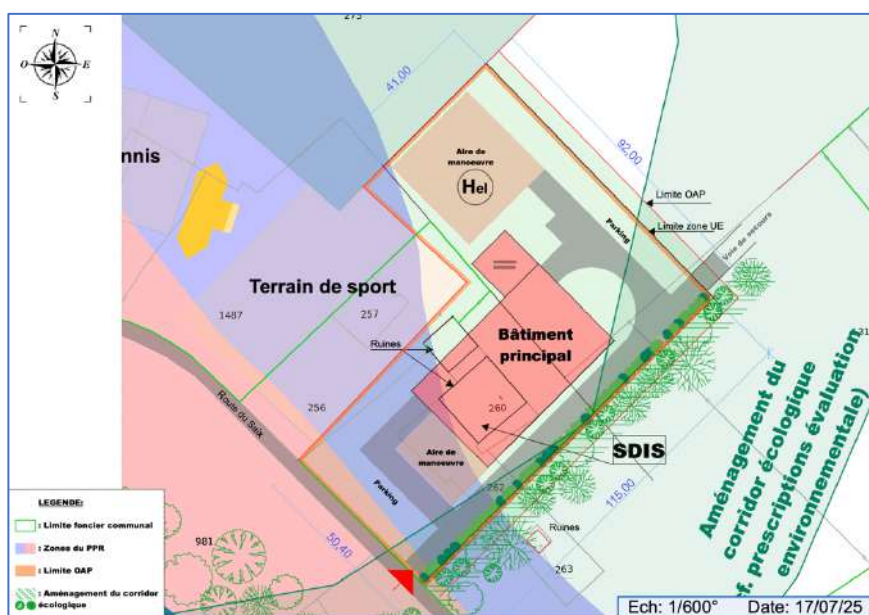 N
O
E
S
273
41,00
92,00
nnis
Aire de
manoeuvre
Hel
Limite OAP
Limite zone UE
Parking
Voie de secours
Terrain de sport
1487
257
Ruines
Bâtiment
principal
256
260
Route du Saix
SDIS
Aire de
manoeuvre
262
Parking
115,00
Ruines
263
50,40
981
Aménagement du
corridor écologique
f. prescriptions évaluation
environnementale)
LEGENDE:
: Limite foncier communal
: Zones du PPR
: Limite OAP
: Aménagement du corridor
écologique
Ech: 1/600° Date: 17/07/25